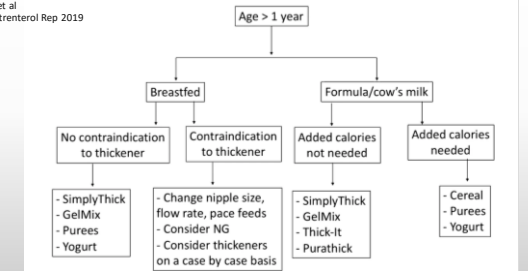 et al
trenterol Rep 2019
Age > 1 year
Breastfed
Formula/cow's milk
No contraindication
to thickener
Contraindication
to thickener
Added calories
not needed
Added calories
needed
- SimplyThick
- GelMix
- Purees
- Yogurt
- Change nipple size,
flow rate, pace feeds
- Consider NG
- Consider thickeners
on a case by case basis
- SimplyThick
- GelMix
- Thick-It
- Purathick
- Cereal
- Purees
- Yogurt